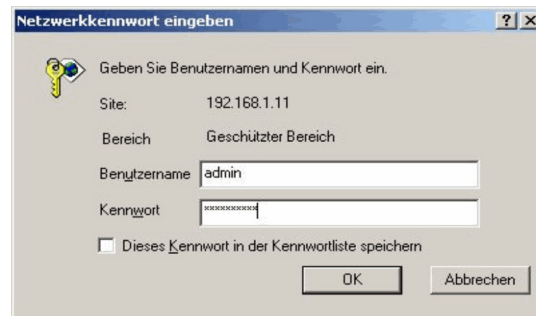 Netzwerkkennwort eingeben
Geben Sie Benutzernamen und Kennwort ein.
Site: 192.168.1.11
Bereich Geschützter Bereich
Benutzername admin
Kennwort **********
Dieses Kennwort in der Kennwortliste speichern
OK Abbrechen